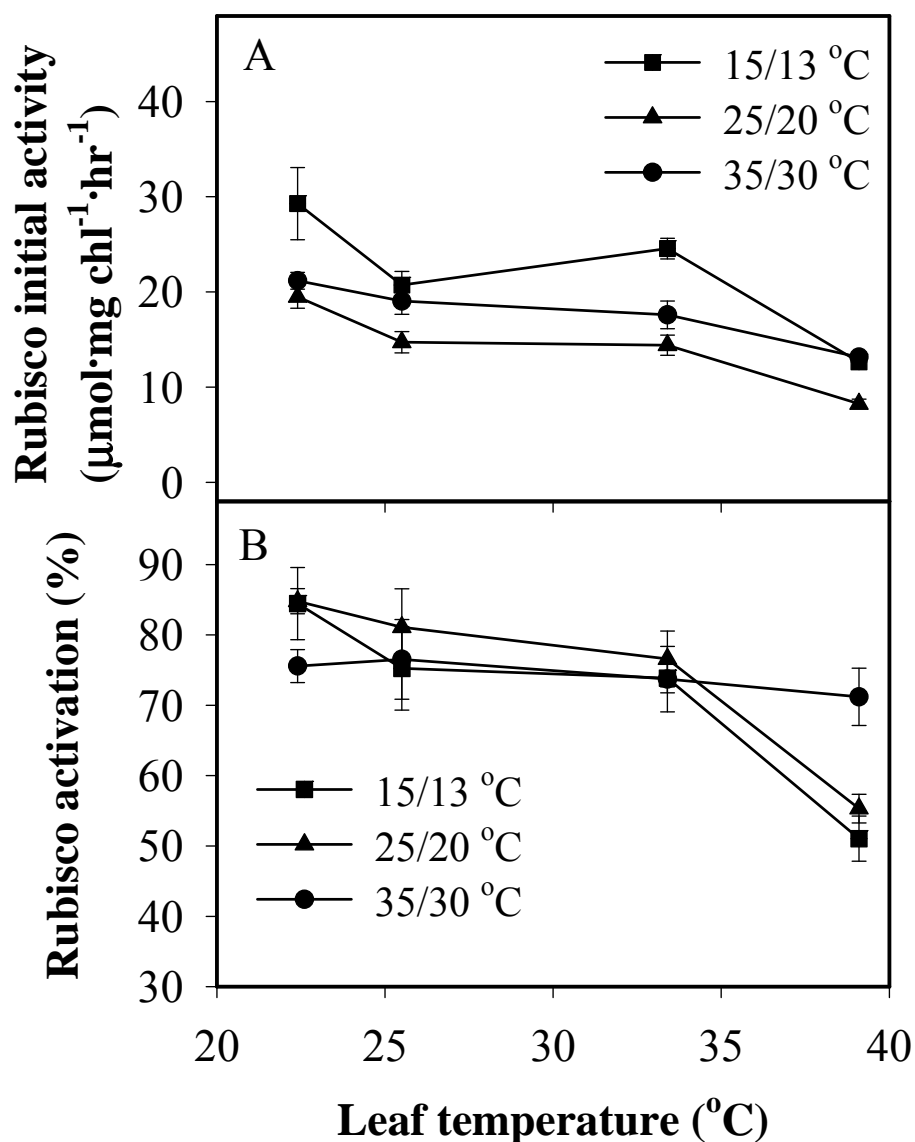 Rubisco initial activity
(μmol·mg chl⁻¹·hr⁻¹)
A
15/13 °C
25/20 °C
35/30 °C
40
30
20
10
0
Rubisco activation (%)
B
90
80
70
60
50
40
30
15/13 °C
25/20 °C
35/30 °C
20 25 30 35 40
Leaf temperature (°C)